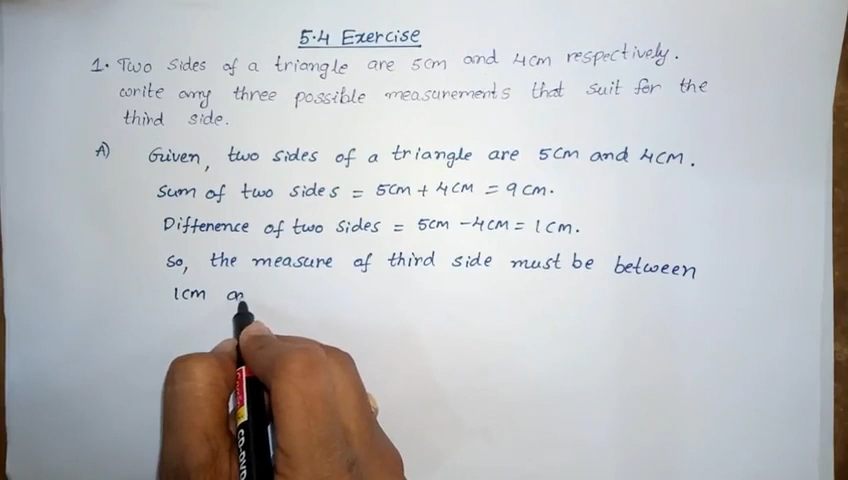 5.4 Exercise
1. Two sides of a triangle are 5cm and 4cm respectively.
write any three possible measurements that suit for the
third side.
A) Given, two sides of a triangle are 5cm and 4cm.
Sum of two sides = 5cm + 4cm = 9cm.
Diffenence of two sides = 5cm - 4cm = 1cm.
So, the measure of third side must be between
1cm
CD-DVD